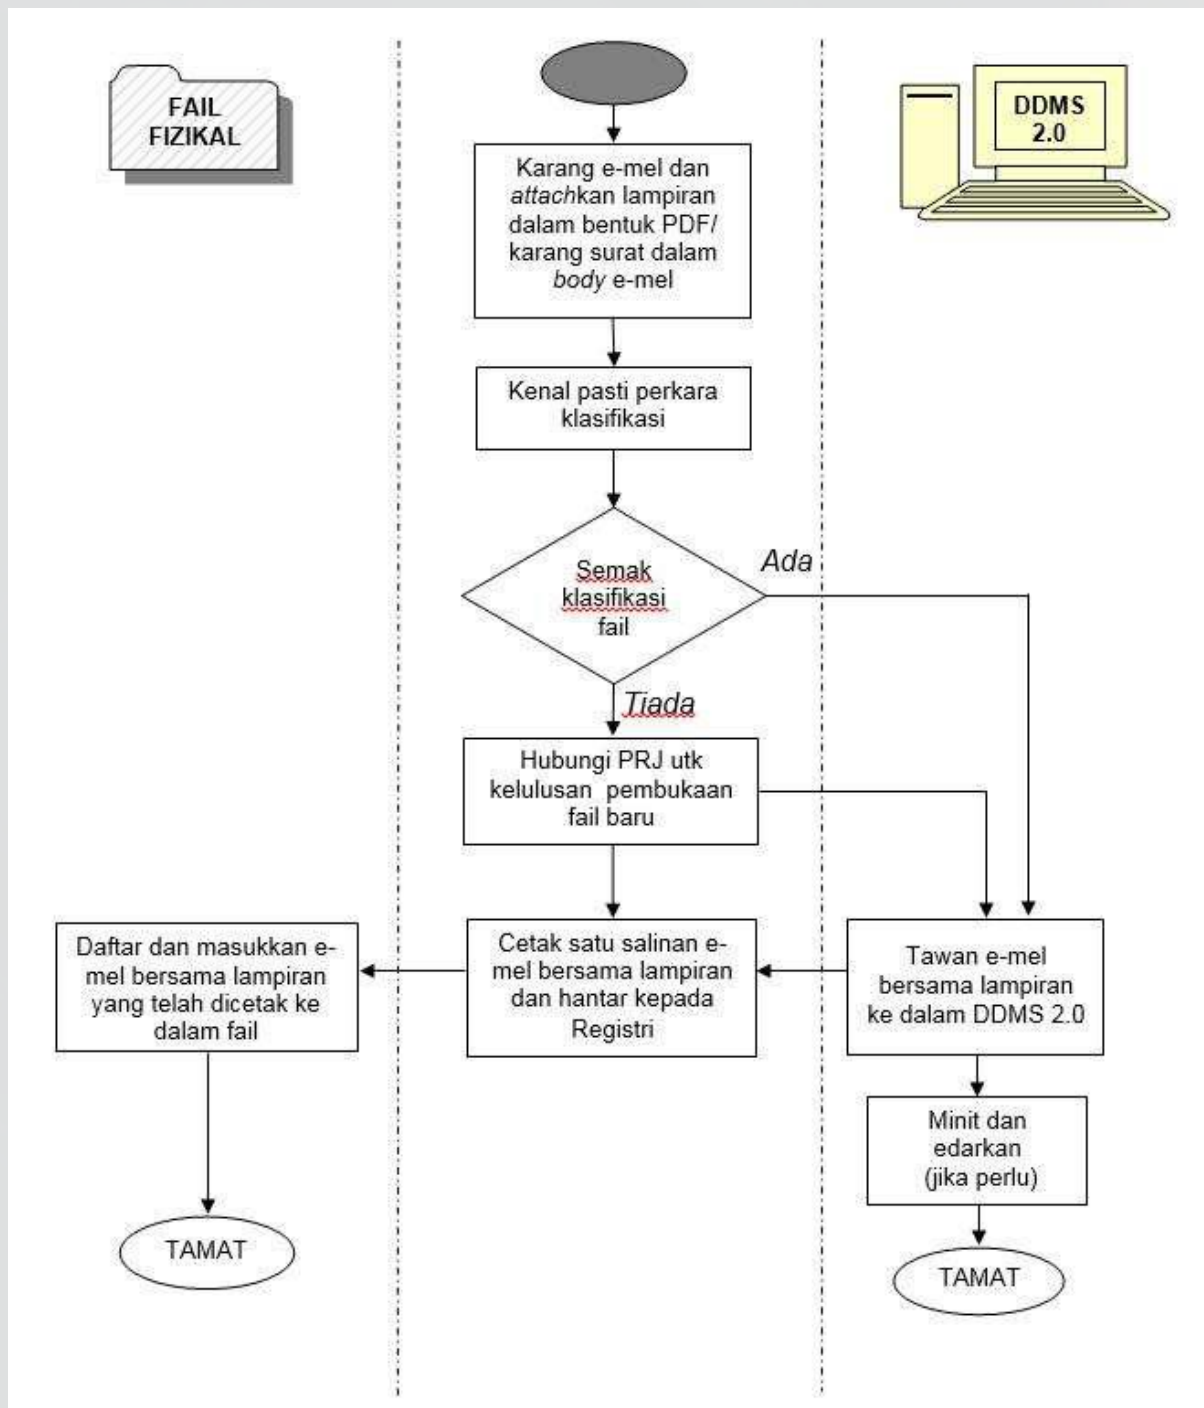 FAIL
FIZIKAL
DDMS
2.0
Karang e-mel dan
attachkan lampiran
dalam bentuk PDF/
karang surat dalam
body e-mel
Kenal pasti perkara
klasifikasi
Semak
klasifikasi
fail
Ada
Tiada
Hubungi PRJ utk
kelulusan pembukaan
fail baru
Daftar dan masukkan e-
mel bersama lampiran
yang telah dicetak ke
dalam fail
Cetak satu salinan e-
mel bersama lampiran
dan hantar kepada
Registri
Tawan e-mel
bersama lampiran
ke dalam DDMS 2.0
Minit dan
edarkan
(jika perlu)
TAMAT
TAMAT